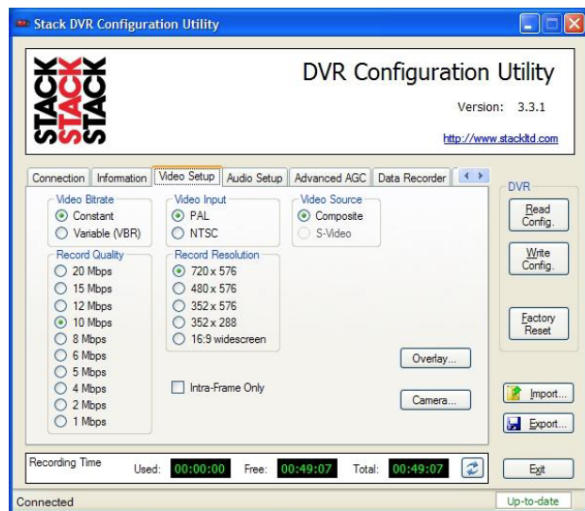 Stack DVR Configuration Utility
STACK
STACK
STACK
DVR Configuration Utility
Version: 3.3.1
http://www.stackltd.com
Connection Information Video Setup Audio Setup Advanced AGC Data Recorder
Video Bitrate
Constant
Variable (VBR)
Video Input
PAL
NTSC
Video Source
Composite
S-Video
Record Quality
20 Mbps
15 Mbps
12 Mbps
10 Mbps
8 Mbps
6 Mbps
5 Mbps
4 Mbps
2 Mbps
1 Mbps
Record Resolution
720 x 576
480 x 576
352 x 576
352 x 288
16:9 widescreen
Intra-Frame Only
Overlay...
Camera...
DVR
Read
Config.
Write
Config.
Factory
Reset
Import...
Export...
Recording Time Used: 00:00:00 Free: 00:49:07 Total: 00:49:07
Exit
Connected
Up-to-date